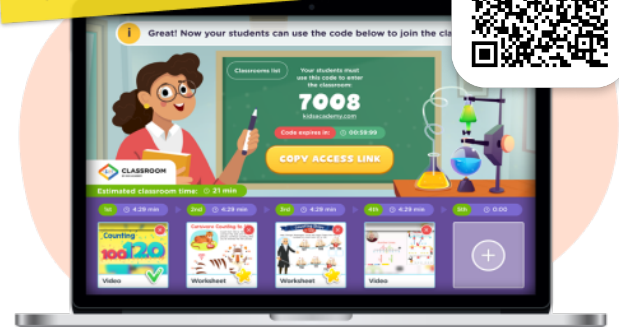 i
Great! Now your students can use the code below to join the cla
Classrooms list
Your students must
use this code to enter
the classroom
7008
kidsacademy.com
Code expires in:
00:59:09
COPY ACCESS LINK
CLASSROOM
Estimated classroom time: 21 min
1st 4:29 min
2nd 4:29 min
3rd 4:29 min
4th 4:29 min
5th 0:00
Counting
100 120
Video
Worksheet
Worksheet
Video